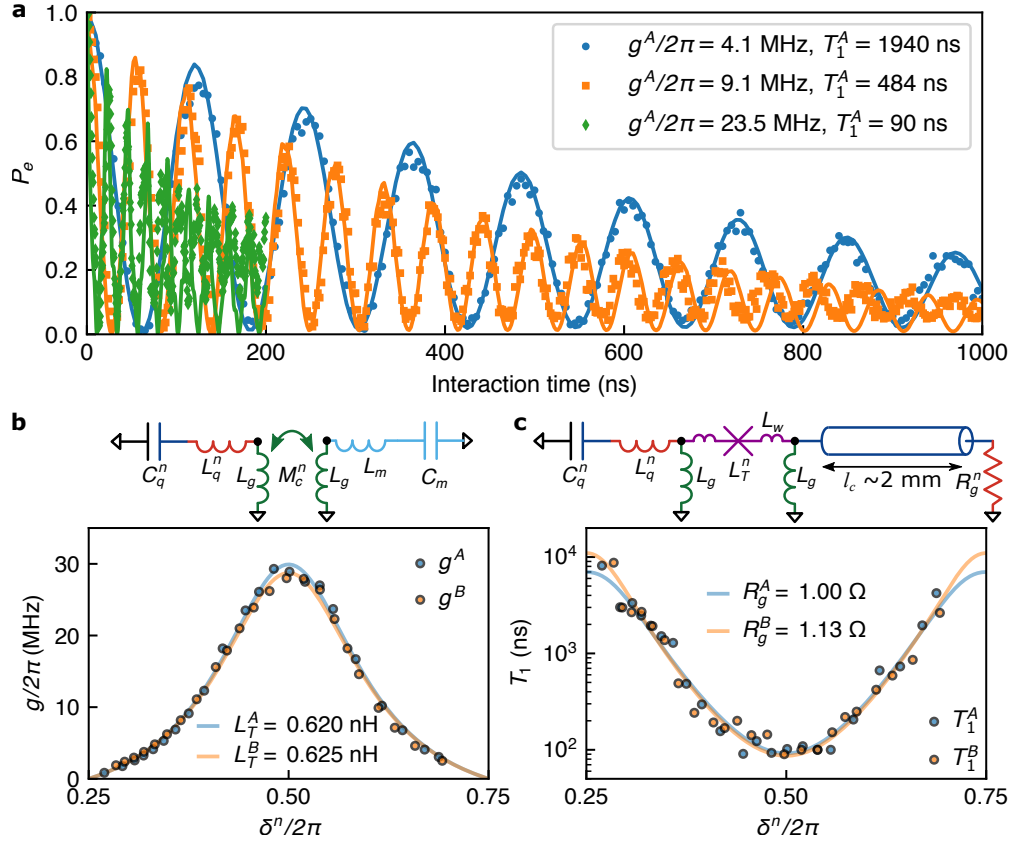 a
1.0
0.8
0.6
0.4
0.2
0.0
P_e
g^A/2π = 4.1 MHz, T_1^A = 1940 ns
g^A/2π = 9.1 MHz, T_1^A = 484 ns
g^A/2π = 23.5 MHz, T_1^A = 90 ns
0 200 400 600 800 1000
Interaction time (ns)
b
C_q^n L_q^n L_g M_c^n L_g L_m C_m
30
20
10
0
g/2π (MHz)
g^A
g^B
L_T^A = 0.620 nH
L_T^B = 0.625 nH
0.25 0.50 0.75
δ^n/2π
c
L_w
C_q^n L_q^n L_g L_T^n L_g l_c ~2 mm R_g^n
10^4
10^3
10^2
T_1 (ns)
R_g^A = 1.00 Ω
R_g^B = 1.13 Ω
T_1^A
T_1^B
0.25 0.50 0.75
δ^n/2π